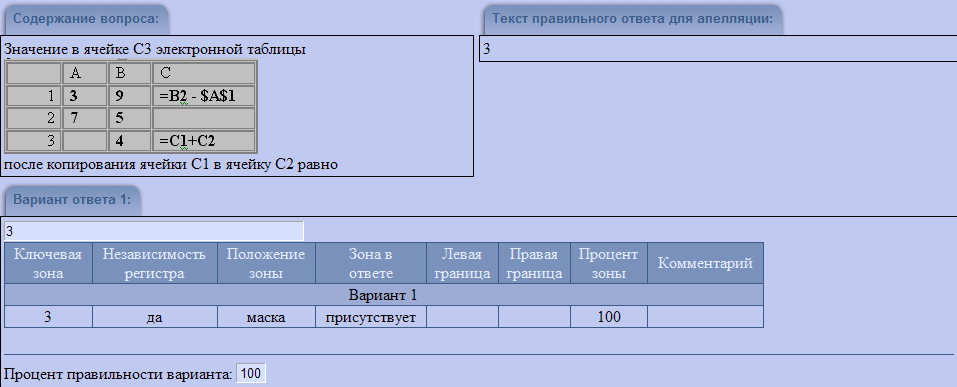 Содержание вопроса:
Текст правильного ответа для апелляции:
Значение в ячейке C3 электронной таблицы
3
A B C
1 3 9 =B2 - $A$1
2 7 5
3 4 =C1+C2
после копирования ячейки C1 в ячейку C2 равно
Вариант ответа 1:
3
Ключевая зона Независимость регистра Положение зоны Зона в ответе Левая граница Правая граница Процент зоны Комментарий
Вариант 1
3 да маска присутствует 100
Процент правильности варианта: 100